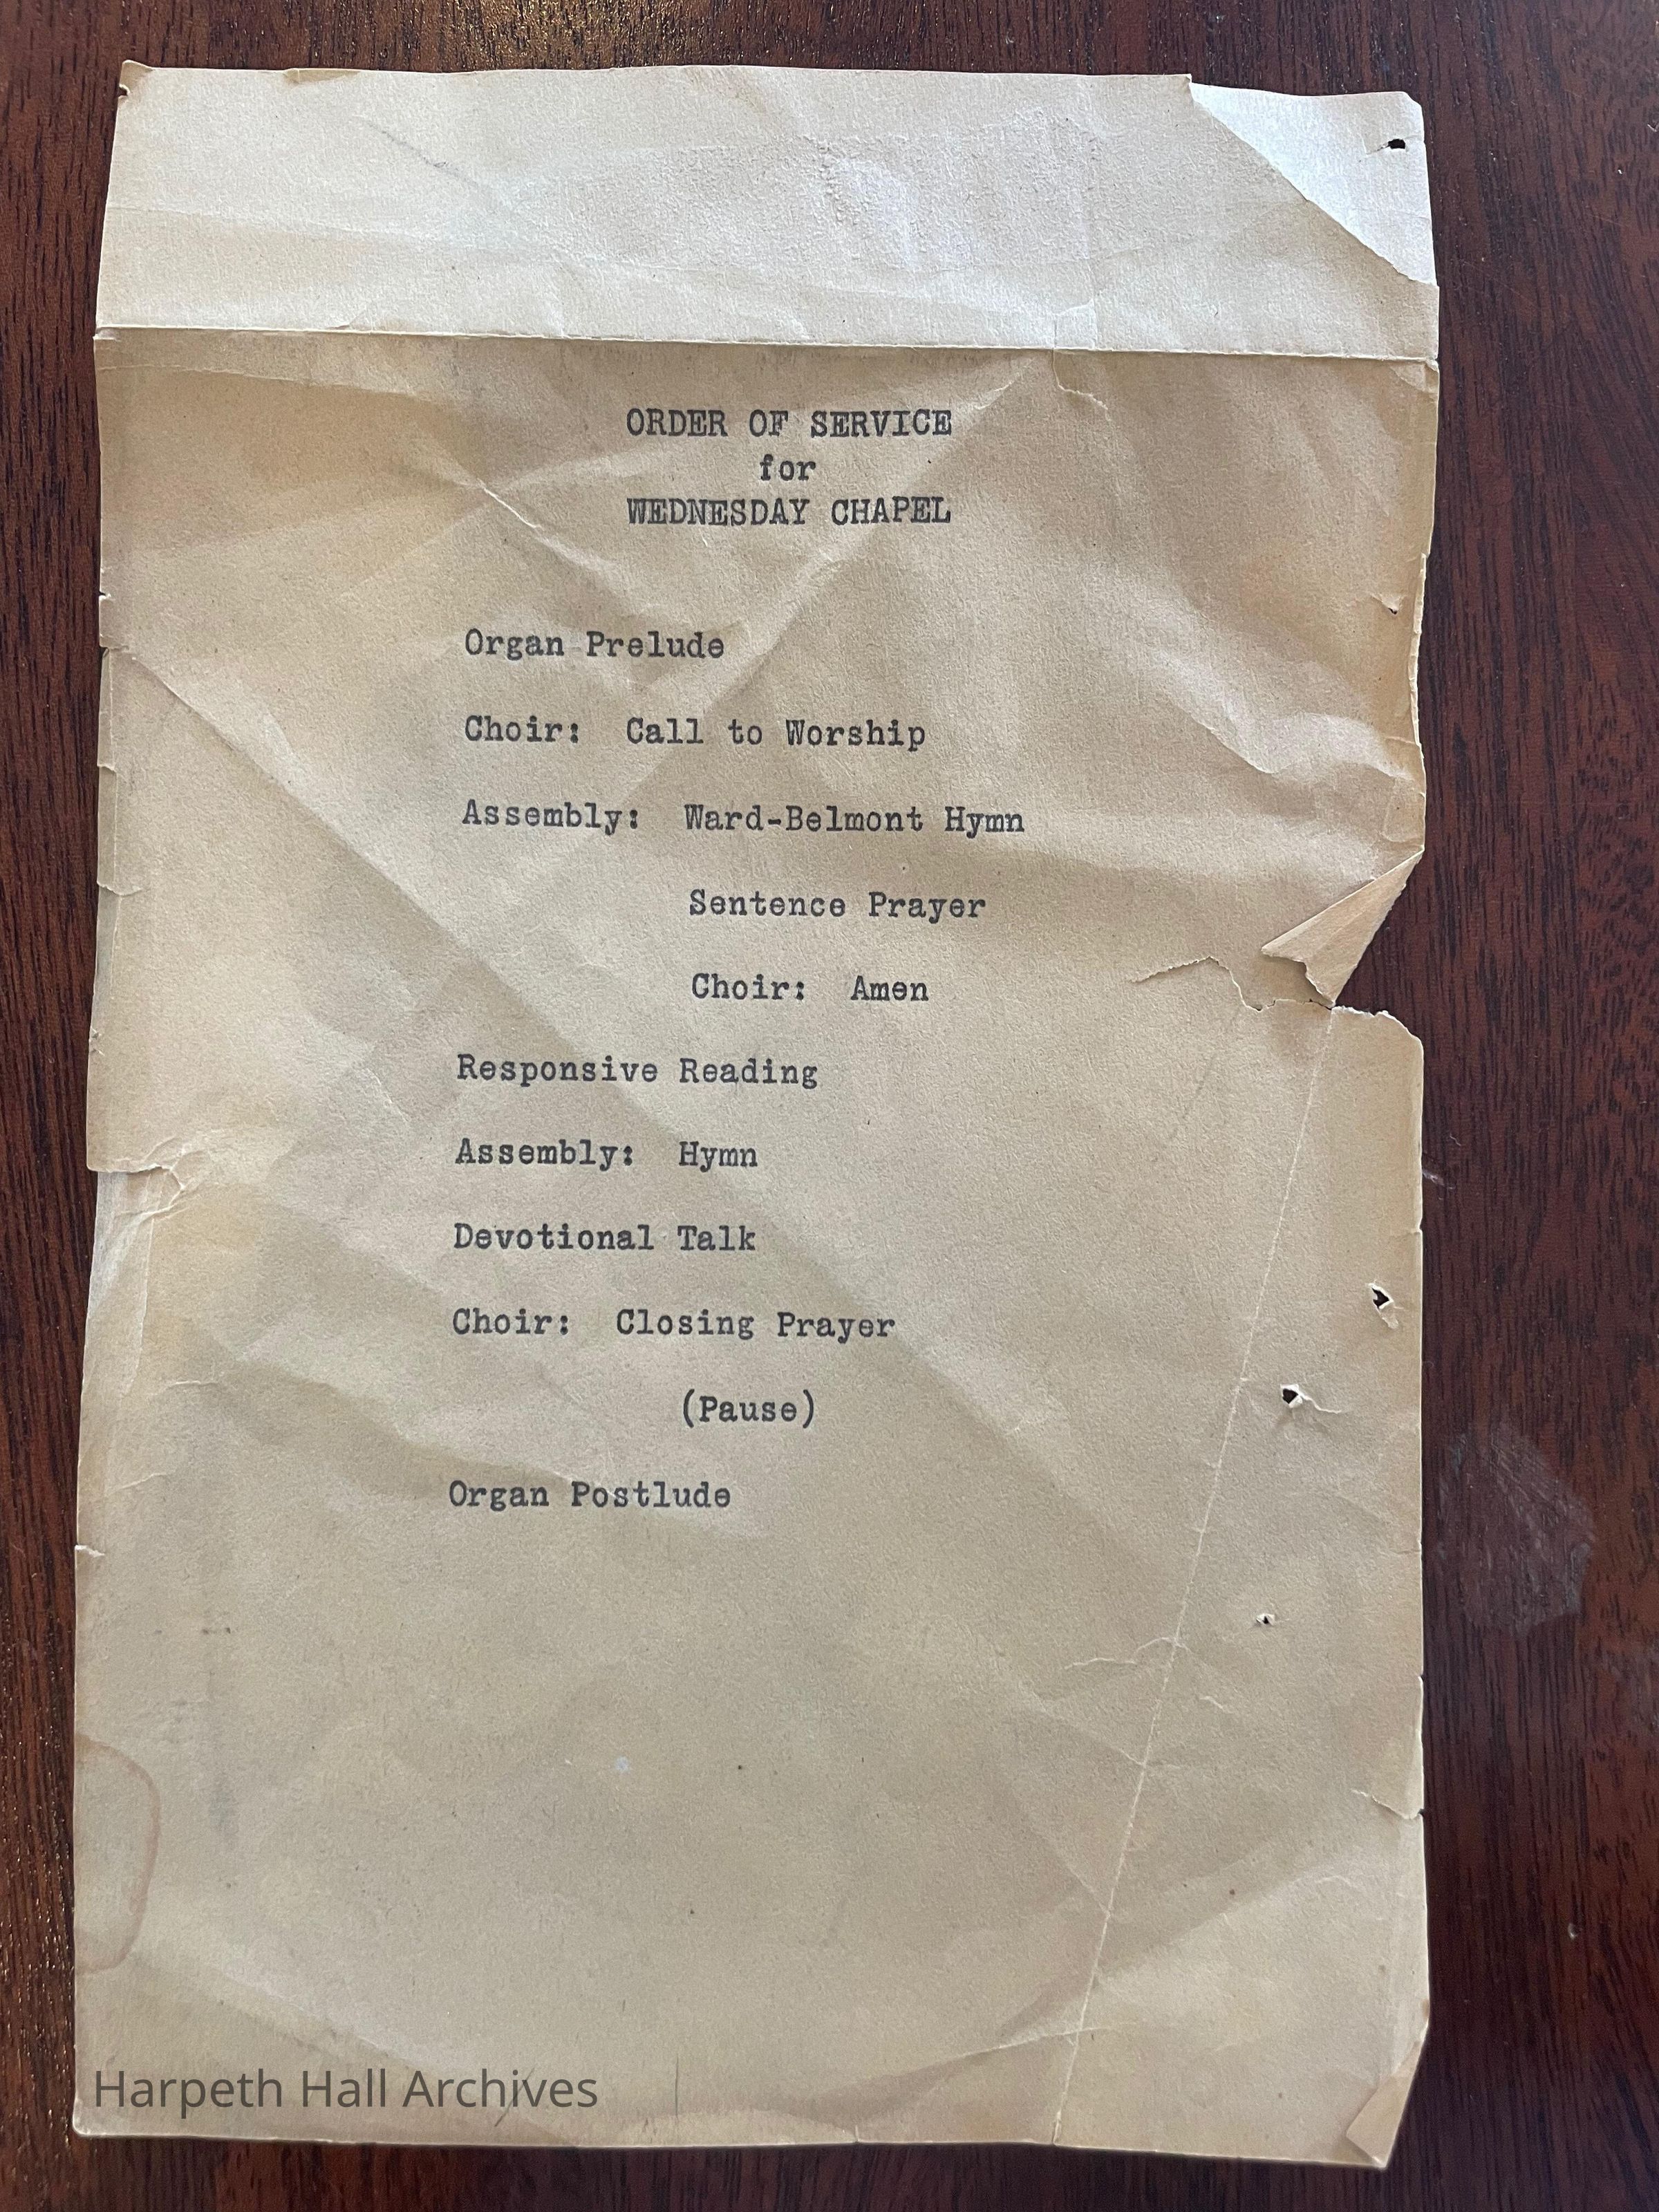 ORDER OF SERVICE
for
WEDNESDAY CHAPEL
Organ Prelude
Choir: Call to Worship
Assembly: Ward-Belmont Hymn
Sentence Prayer
Choir: Amen
Responsive Reading
Assembly: Hymn
Devotional Talk
Choir: Closing Prayer
(Pause)
Organ Postlude
Harpeth Hall Archives